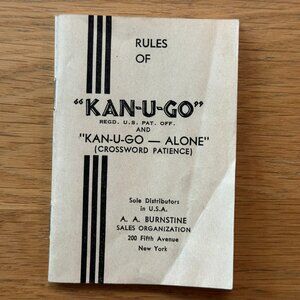 RULES
OF
"KAN-U-GO"
REGD. U.S. PAT. OFF.
AND
"KAN-U-GO — ALONE"
(CROSSWORD PATIENCE)
Sole Distributors
in U.S.A.
A. A. BURNSTINE
SALES ORGANIZATION
200 Fifth Avenue
New York